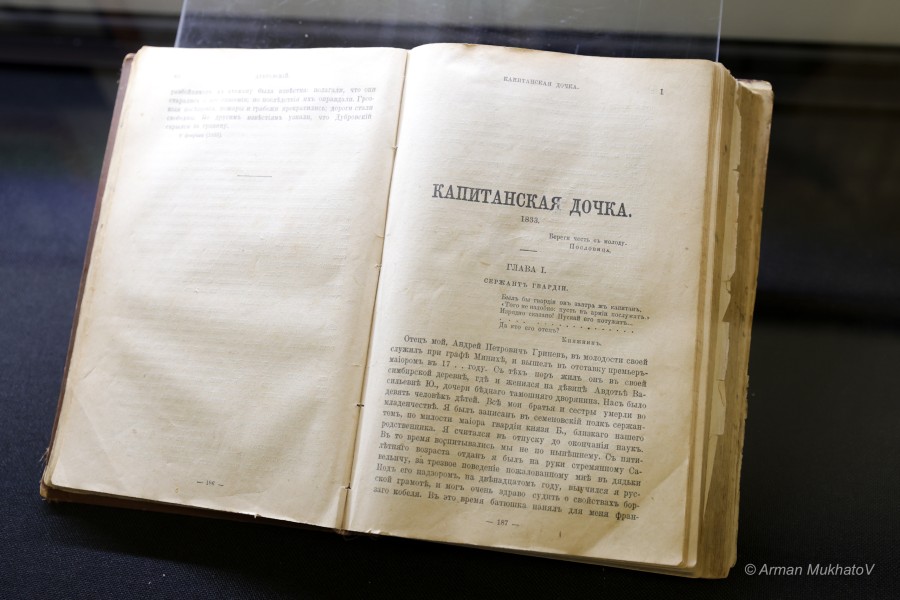 ДУБРОВСКІЙ
что они
Дубровскій
— 186 —
КАПИТАНСКАЯ ДОЧКА.
1
КАПИТАНСКАЯ ДОЧКА.
1833.
Береги честь съ молоду.
Пословица.
ГЛАВА I.
СЕРЖАНТЪ ГВАРДІИ.
Былъ бы гвардіи онъ завтра жъ капитанъ.
«Того не надобно: пусть въ арміи послужитъ.»
Изрядно сказано! Пускай его потужитъ...
Да кто его отецъ?
Княжнинъ.
Отецъ мой, Андрей Петровичъ Гриневъ, въ молодости своей
служилъ при графѣ Минихѣ, и вышелъ въ отставку премьеръ-
маіоромъ въ 17 . . году. Съ тѣхъ поръ жилъ онъ въ своей
симбирской деревнѣ, гдѣ и женился на дѣвицѣ Авдотьѣ Ва-
сильевнѣ Ю., дочери бѣднаго тамошняго дворянина. Насъ было
девять человѣкъ дѣтей. Всѣ мои братья и сестры умерли во
младенчествѣ. Я былъ записанъ въ семеновскій полкъ сержан-
томъ, по милости маіора гвардіи князя Б., близкаго нашего
родственника. Я считался въ отпуску до окончанія наукъ.
Въ то время воспитывались мы не по нынѣшнему. Съ пяти-
лѣтняго возраста отданъ я былъ на руки стремянному Са-
вельичу, за трезвое поведеніе пожалованному мнѣ въ дядьки
Подъ его надзоромъ, на двѣнадцатомъ году, выучился я рус-
ской грамотѣ, и могъ очень здраво судить о свойствахъ бор-
заго кобеля. Въ это время батюшка нанялъ для меня фран-
— 187 —
© Arman MukhatoV